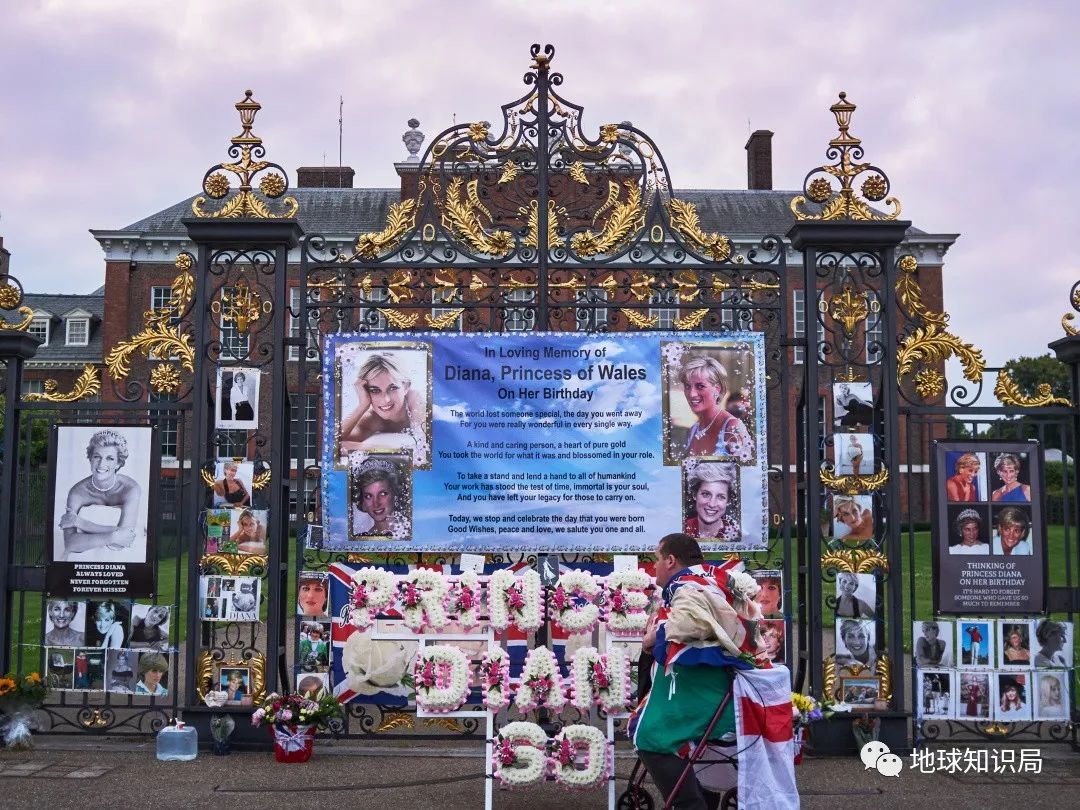 In Loving Memory of
Diana, Princess of Wales
On Her Birthday
The world lost someone special, the day you went away
For you were really wonderful in every single way.
A kind and caring person, a heart of pure gold
You took the world for what it was and blossomed in your role.
To take a stand and lend a hand to all of humankind
Your work has stood the test of time, immortal is your soul,
And you have left your legacy for those to carry on.
Today, we stop and celebrate the day that you were born
Good Wishes, peace and love, we salute you one and all.
PRINCESS DIANA
ALWAYS LOVED
NEVER FORGOTTEN
FOREVER MISSED
THINKING OF
PRINCESS DIANA
ON HER BIRTHDAY
IT'S HARD TO FORGET
SOMEONE WHO GAVE US
SO MUCH TO REMEMBER
DIANA
PRINCE
DIAN
60
地球知识局